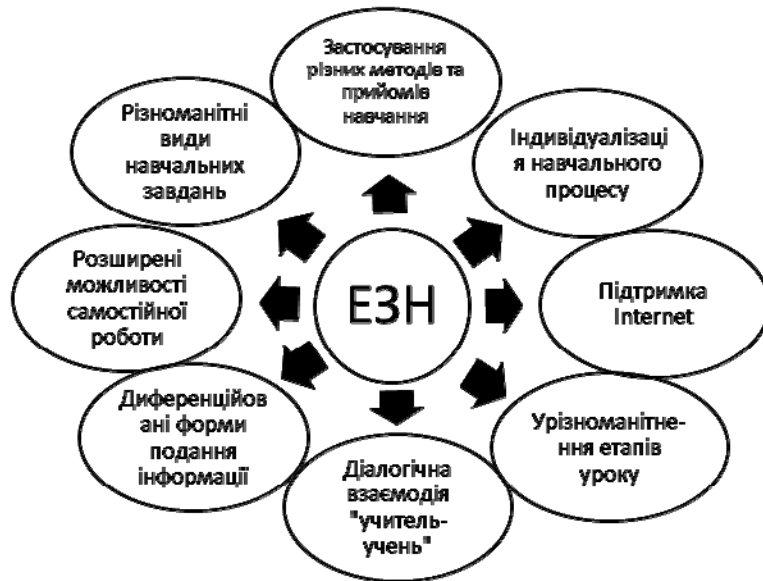 Застосування
різних методів та
прийомів
навчання
Індивідуалізаці
я навчального
процесу
Підтримка
Internet
Урізноманітне-
ння етапів
уроку
Діалогічна
взаємодія
"учитель-
учень"
Диференційов
ані форми
подання
інформації
Розширені
можливості
самостійної
роботи
Різноманітні
види
навчальних
завдань
ЕЗН